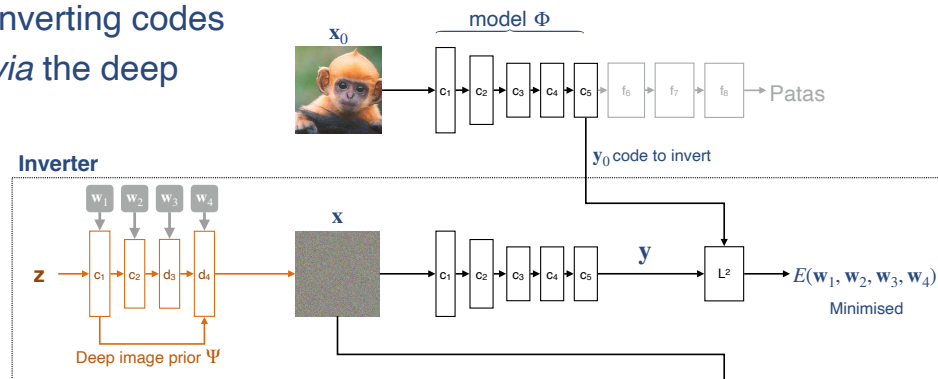 nverting codes
via the deep
model Φ
x₀
c₁ c₂ c₃ c₄ c₅ f₆ f₇ f₈ Patas
y₀ code to invert
Inverter
w₁ w₂ w₃ w₄
x
z c₁ c₂ d₃ d₄ c₁ c₂ c₃ c₄ c₅ y L² E(w₁, w₂, w₃, w₄)
Minimised
Deep image prior Ψ